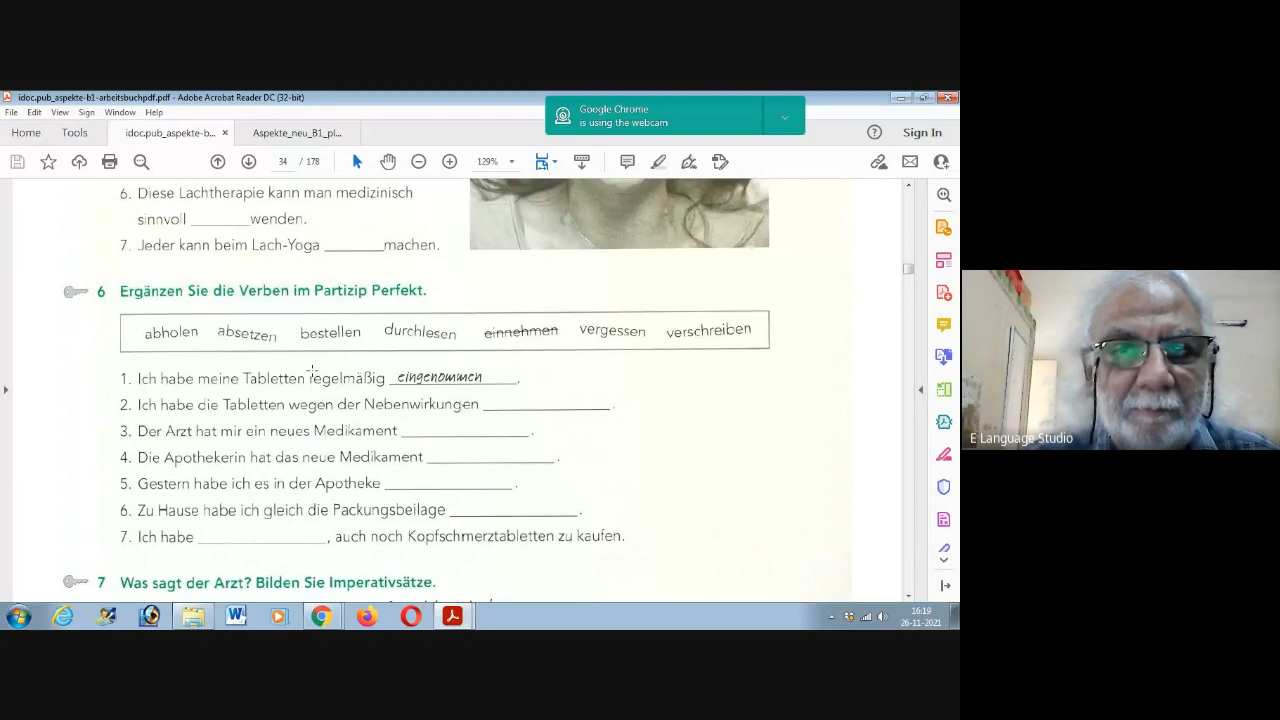 idoc.pub_aspekte-b1-arbeitsbuchpdf.pdf - Adobe Acrobat Reader DC (32-bit)
File Edit View Sign Window Help
Google Chrome
is using the webcam
Home Tools idoc.pub_aspekte-b... × Aspekte_neu_B1_pl... Sign In
34 / 178 129%
6. Diese Lachtherapie kann man medizinisch
sinnvoll ________wenden.
7. Jeder kann beim Lach-Yoga ________machen.
6 Ergänzen Sie die Verben im Partizip Perfekt.
abholen absetzen bestellen durchlesen einnehmen vergessen verschreiben
1. Ich habe meine Tabletten regelmäßig eingenommen.
2. Ich habe die Tabletten wegen der Nebenwirkungen ________________.
3. Der Arzt hat mir ein neues Medikament ________________.
4. Die Apothekerin hat das neue Medikament ________________.
5. Gestern habe ich es in der Apotheke ________________.
6. Zu Hause habe ich gleich die Packungsbeilage ________________.
7. Ich habe ________________, auch noch Kopfschmerztabletten zu kaufen.
7 Was sagt der Arzt? Bilden Sie Imperativsätze.
E Language Studio
16:19
26-11-2021